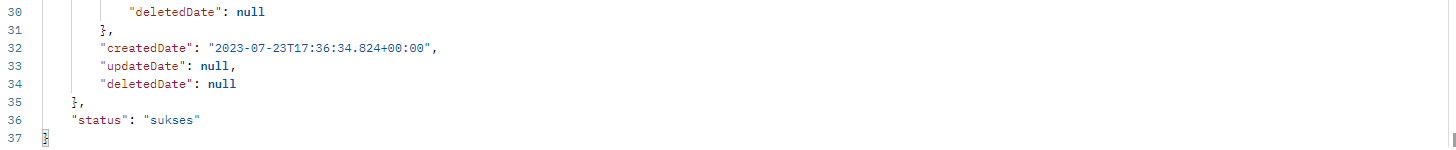 30 "deletedDate": null
31 },
32 "createdDate": "2023-07-23T17:36:34.824+00:00",
33 "updateDate": null,
34 "deletedDate": null
35 },
36 "status": "sukses"
37 }